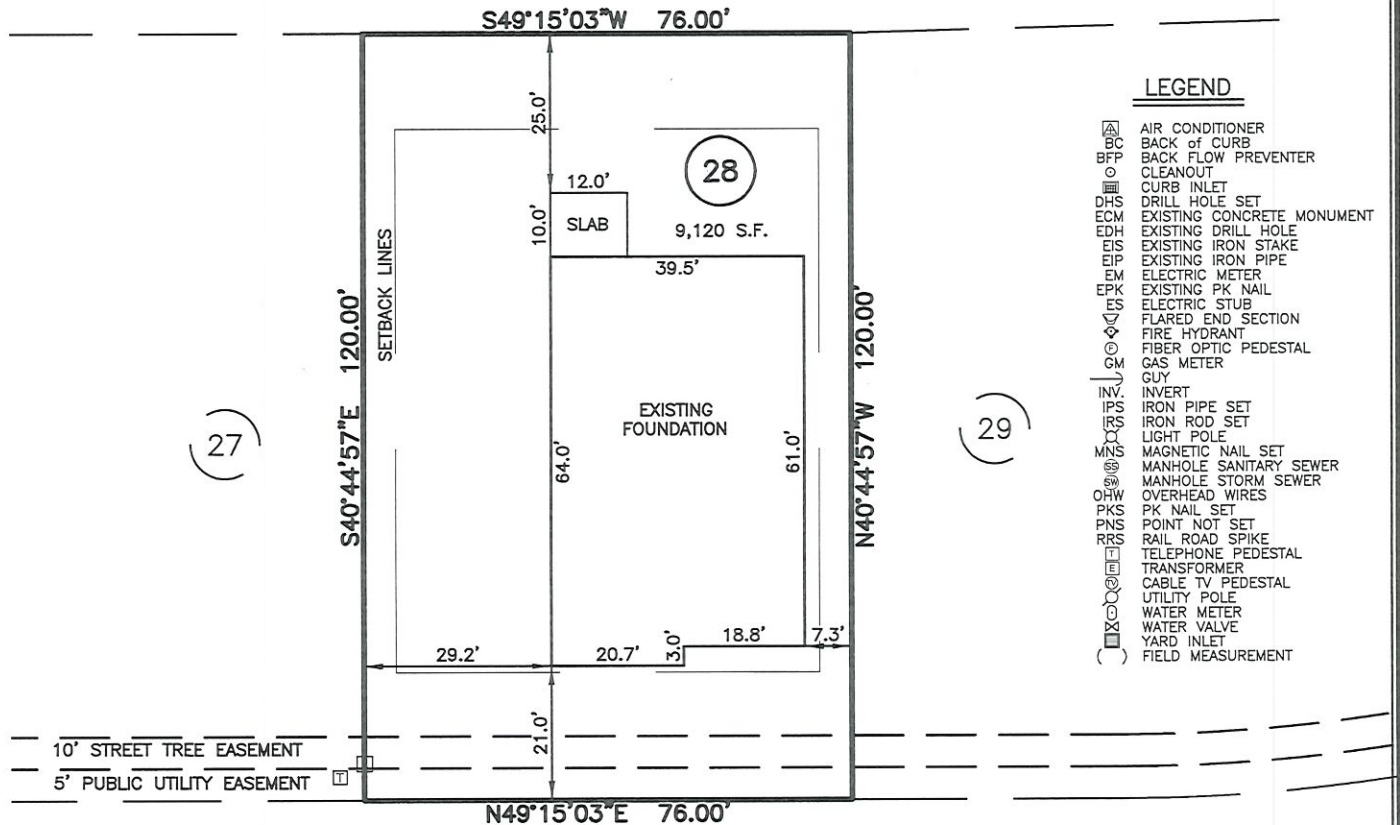 S49°15'03"W 76.00'
25.0'
28
12.0'
SLAB
10.0'
9,120 S.F.
39.5'
SETBACK LINES
S40°44'57"E 120.00'
N40°44'57"W 120.00'
27
EXISTING
FOUNDATION
29
64.0'
61.0'
29.2'
20.7'
3.0'
18.8'
7.3'
21.0'
10' STREET TREE EASEMENT
5' PUBLIC UTILITY EASEMENT T
N49°15'03"E 76.00'
LEGEND
A AIR CONDITIONER
BC BACK of CURB
BFP BACK FLOW PREVENTER
CLEANOUT
CURB INLET
DHS DRILL HOLE SET
ECM EXISTING CONCRETE MONUMENT
EDH EXISTING DRILL HOLE
EIS EXISTING IRON STAKE
EIP EXISTING IRON PIPE
EM ELECTRIC METER
EPK EXISTING PK NAIL
ES ELECTRIC STUB
FLARED END SECTION
FIRE HYDRANT
F FIBER OPTIC PEDESTAL
GM GAS METER
GUY
INV. INVERT
IPS IRON PIPE SET
IRS IRON ROD SET
LIGHT POLE
MNS MAGNETIC NAIL SET
SS MANHOLE SANITARY SEWER
SW MANHOLE STORM SEWER
OHW OVERHEAD WIRES
PKS PK NAIL SET
PNS POINT NOT SET
RRS RAIL ROAD SPIKE
T TELEPHONE PEDESTAL
E TRANSFORMER
TV CABLE TV PEDESTAL
UTILITY POLE
WATER METER
WATER VALVE
YARD INLET
( ) FIELD MEASUREMENT